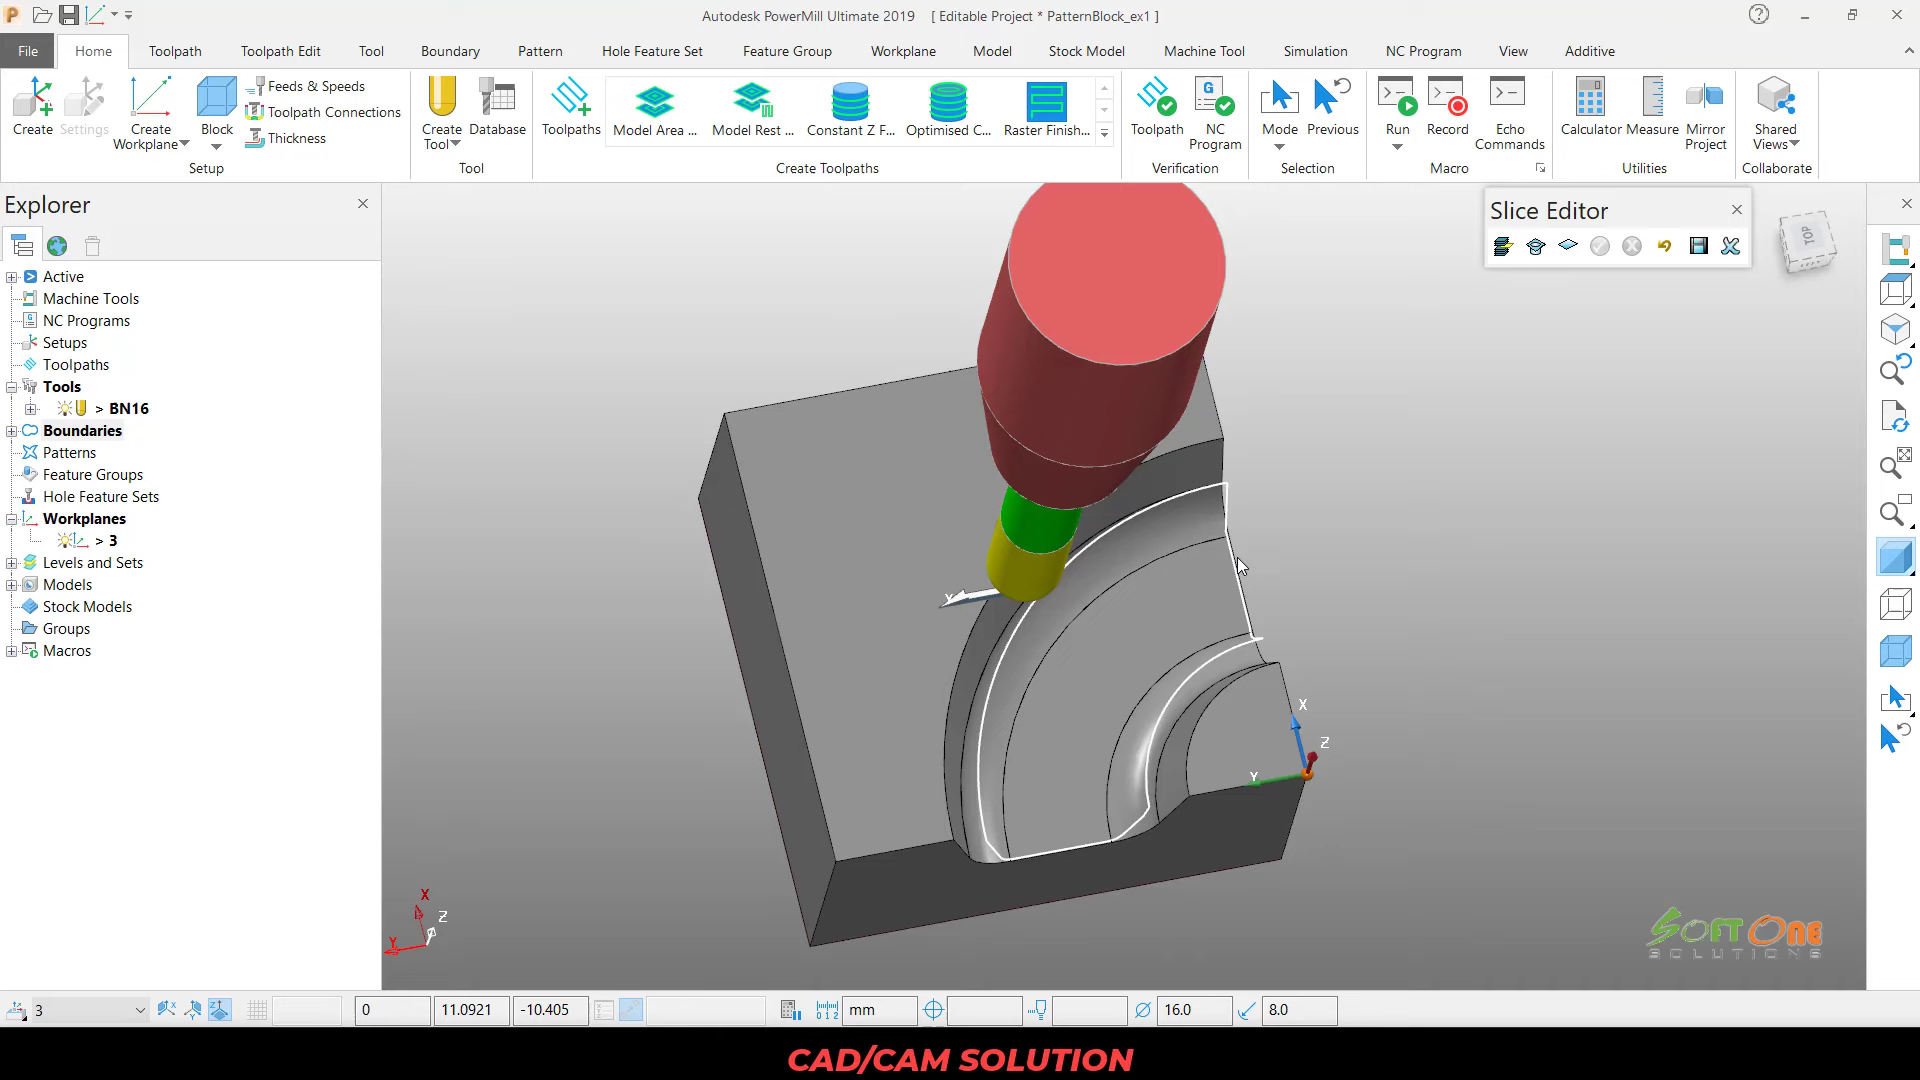 Autodesk PowerMill Ultimate 2019 [ Editable Project * PatternBlock_ex1 ]
File Home Toolpath Toolpath Edit Tool Boundary Pattern Hole Feature Set Feature Group Workplane Model Stock Model Machine Tool Simulation NC Program View Additive
Create
Settings
Create Workplane
Block
Feeds & Speeds
Toolpath Connections
Thickness
Setup
Create Tool
Database
Tool
Toolpaths
Model Area ...
Model Rest ...
Constant Z F...
Optimised C...
Raster Finish...
Create Toolpaths
Toolpath
NC Program
Verification
Mode
Previous
Selection
Run
Record
Echo Commands
Macro
Calculator
Measure
Mirror Project
Utilities
Shared Views
Collaborate
Explorer
Active
Machine Tools
NC Programs
Setups
Toolpaths
Tools
> BN16
Boundaries
Patterns
Feature Groups
Hole Feature Sets
Workplanes
> 3
Levels and Sets
Models
Stock Models
Groups
Macros
Slice Editor
TOP
Y
X
Z
Y
X
Z
Y
SOFTONE
SOLUTIONS
3 0 11.0921 -10.405 mm 16.0 8.0
CAD/CAM SOLUTION